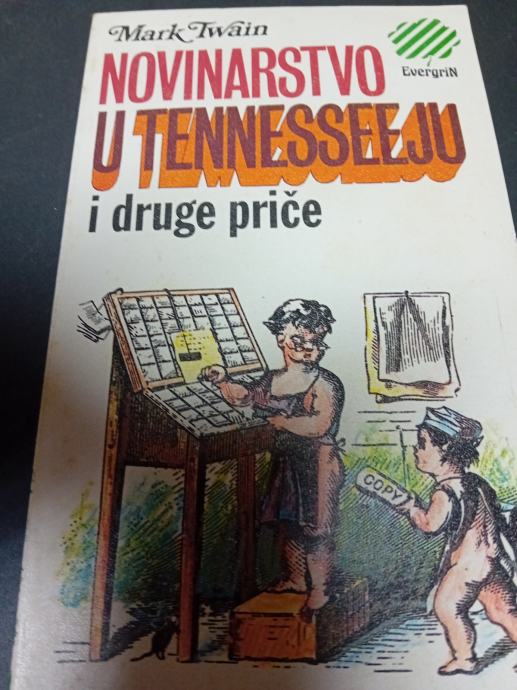 Mark Twain
EvergriN
NOVINARSTVO
U TENNESSEEJU
i druge priče
COPY